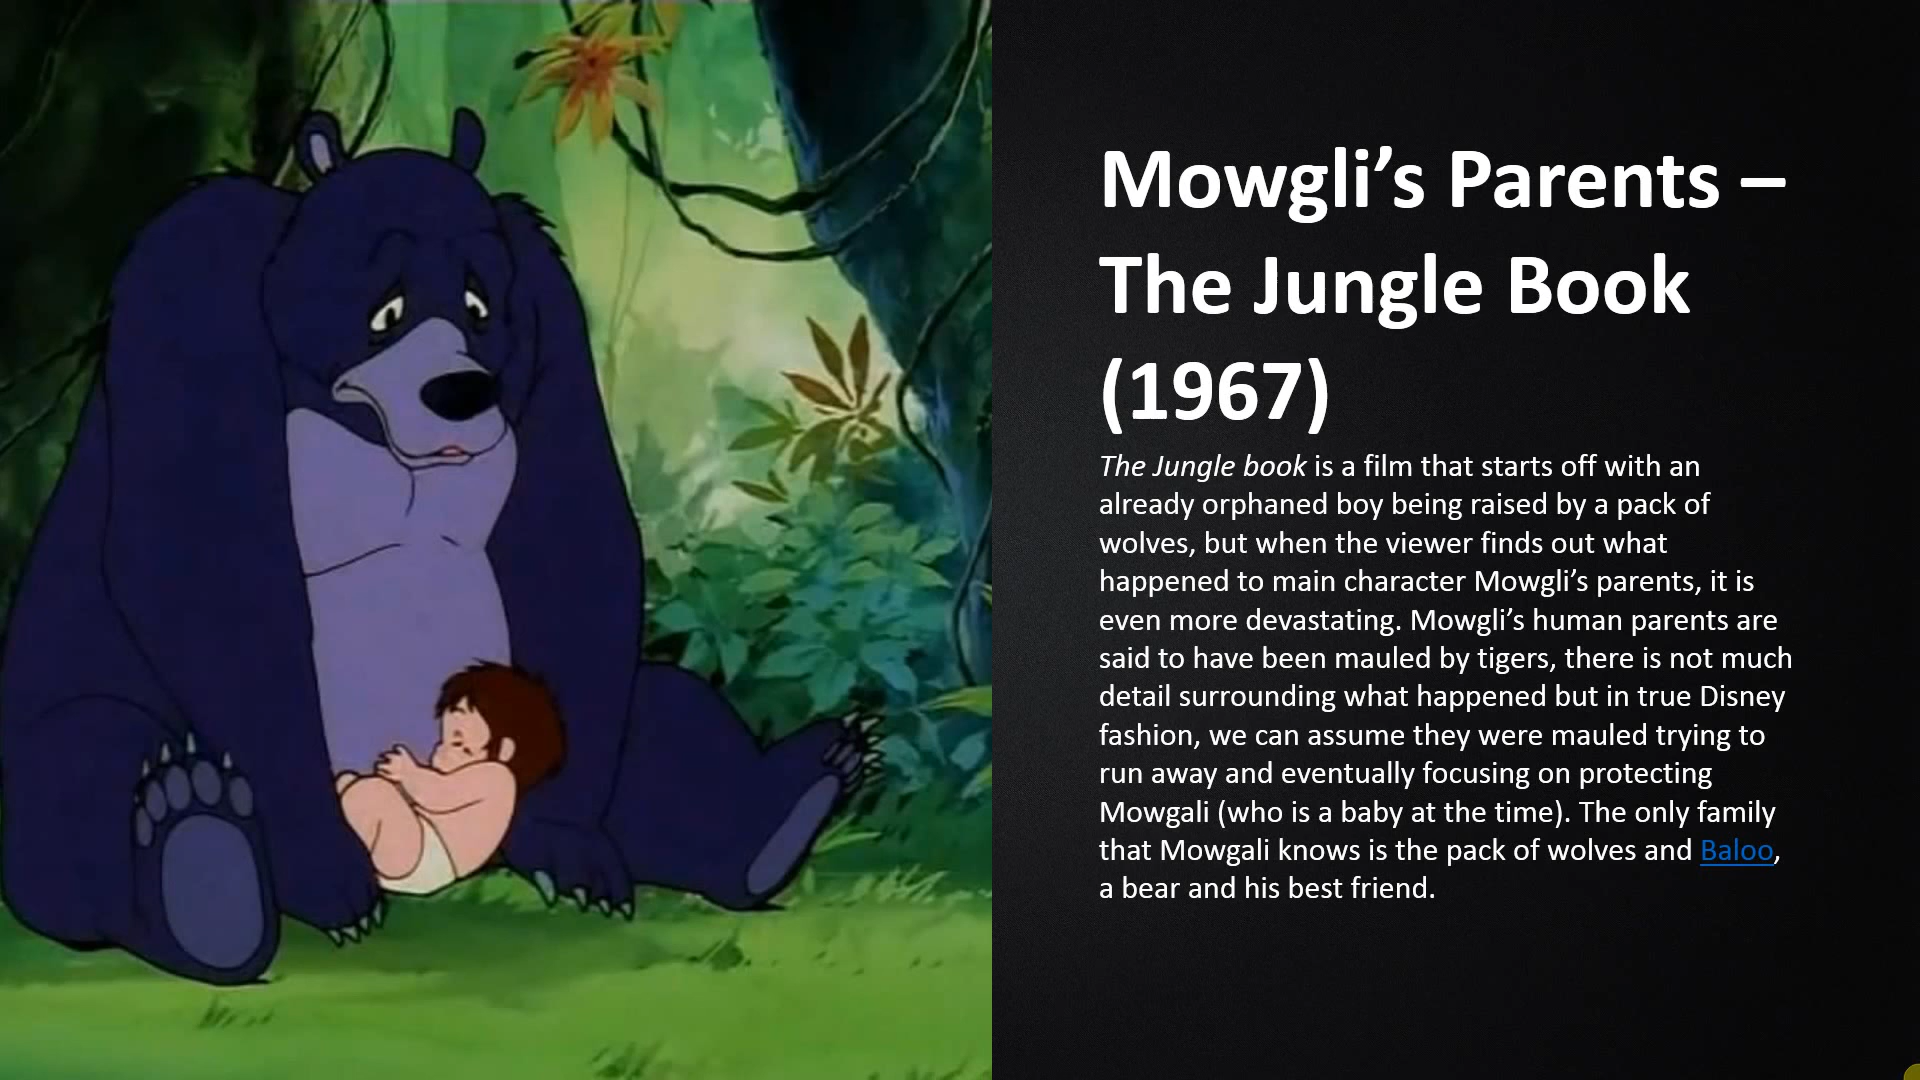 Mowgli’s Parents –
The Jungle Book
(1967)
The Jungle book is a film that starts off with an
already orphaned boy being raised by a pack of
wolves, but when the viewer finds out what
happened to main character Mowgli’s parents, it is
even more devastating. Mowgli’s human parents are
said to have been mauled by tigers, there is not much
detail surrounding what happened but in true Disney
fashion, we can assume they were mauled trying to
run away and eventually focusing on protecting
Mowgali (who is a baby at the time). The only family
that Mowgali knows is the pack of wolves and Baloo,
a bear and his best friend.